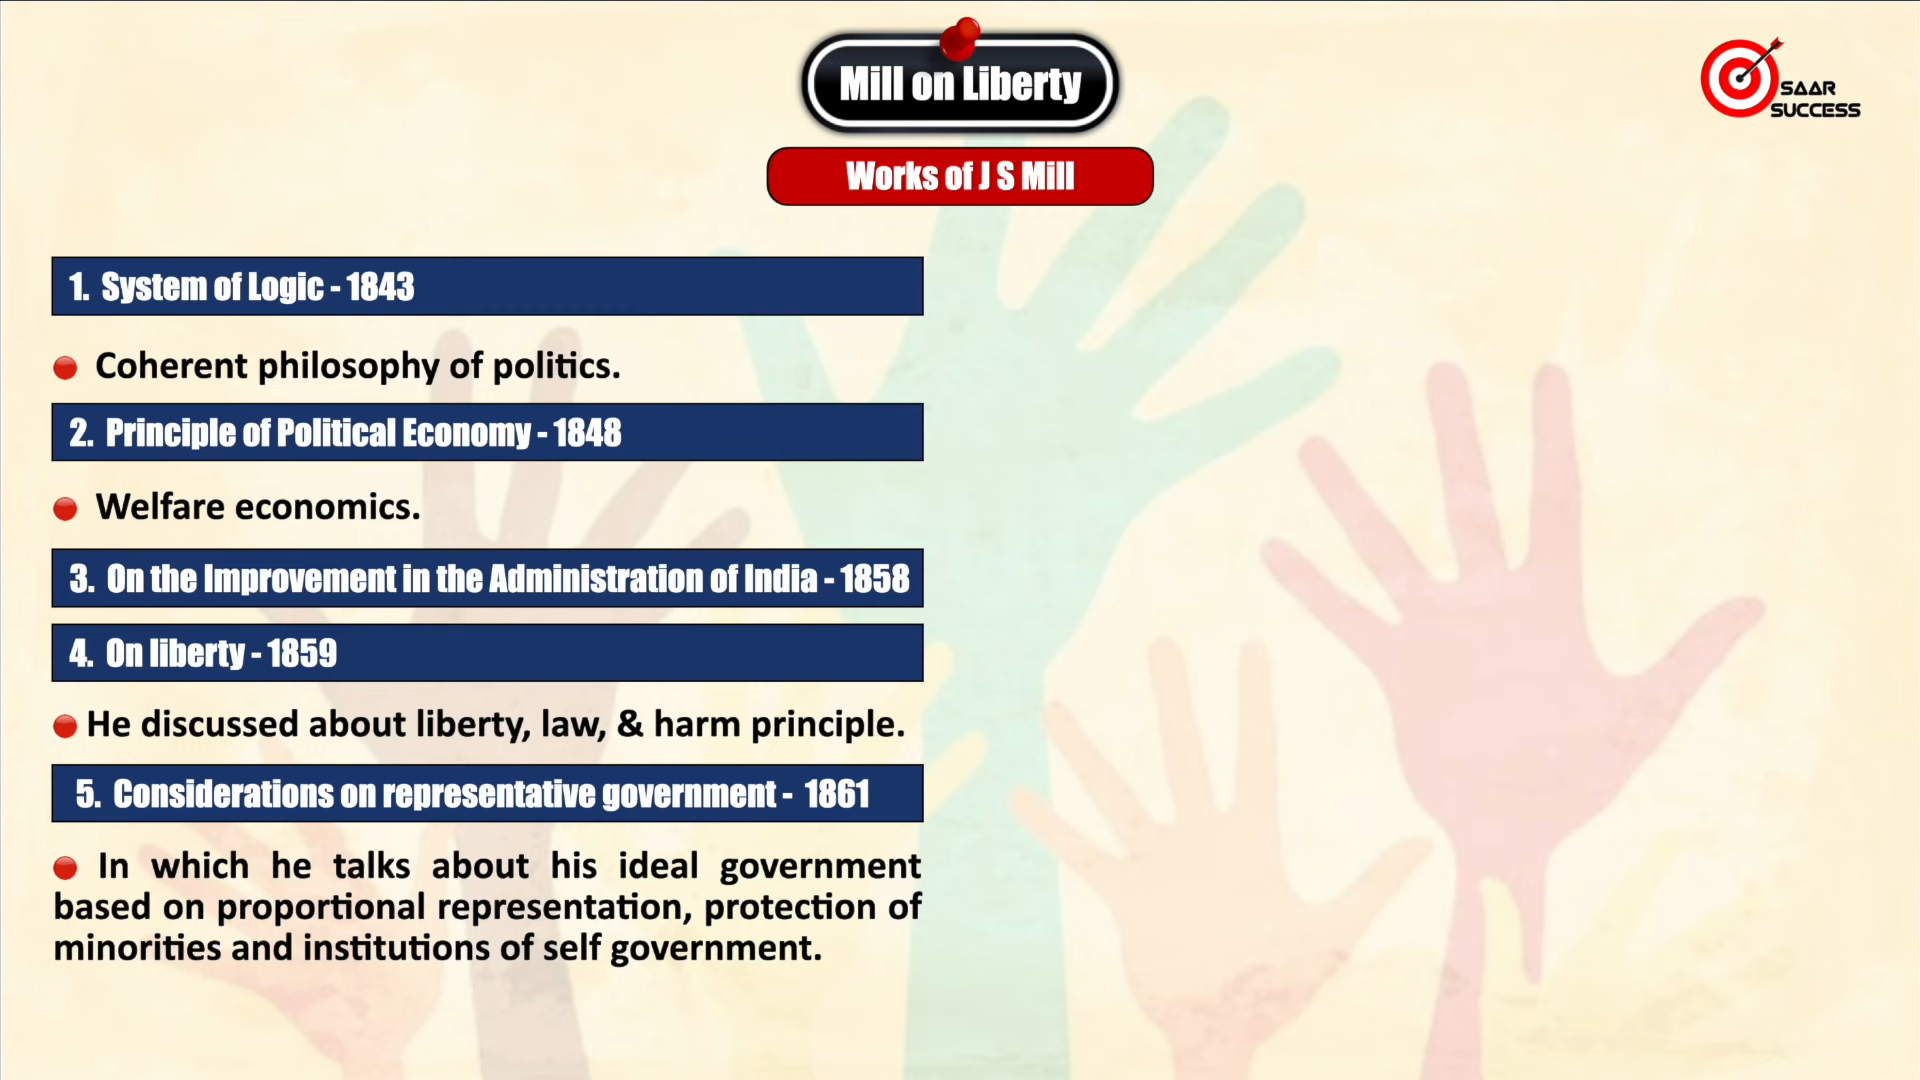 Mill on Liberty
SAAR
SUCCESS
Works of J S Mill
1. System of Logic - 1843
Coherent philosophy of politics.
2. Principle of Political Economy - 1848
Welfare economics.
3. On the Improvement in the Administration of India - 1858
4. On liberty - 1859
He discussed about liberty, law, & harm principle.
5. Considerations on representative government - 1861
In which he talks about his ideal government
based on proportional representation, protection of
minorities and institutions of self government.